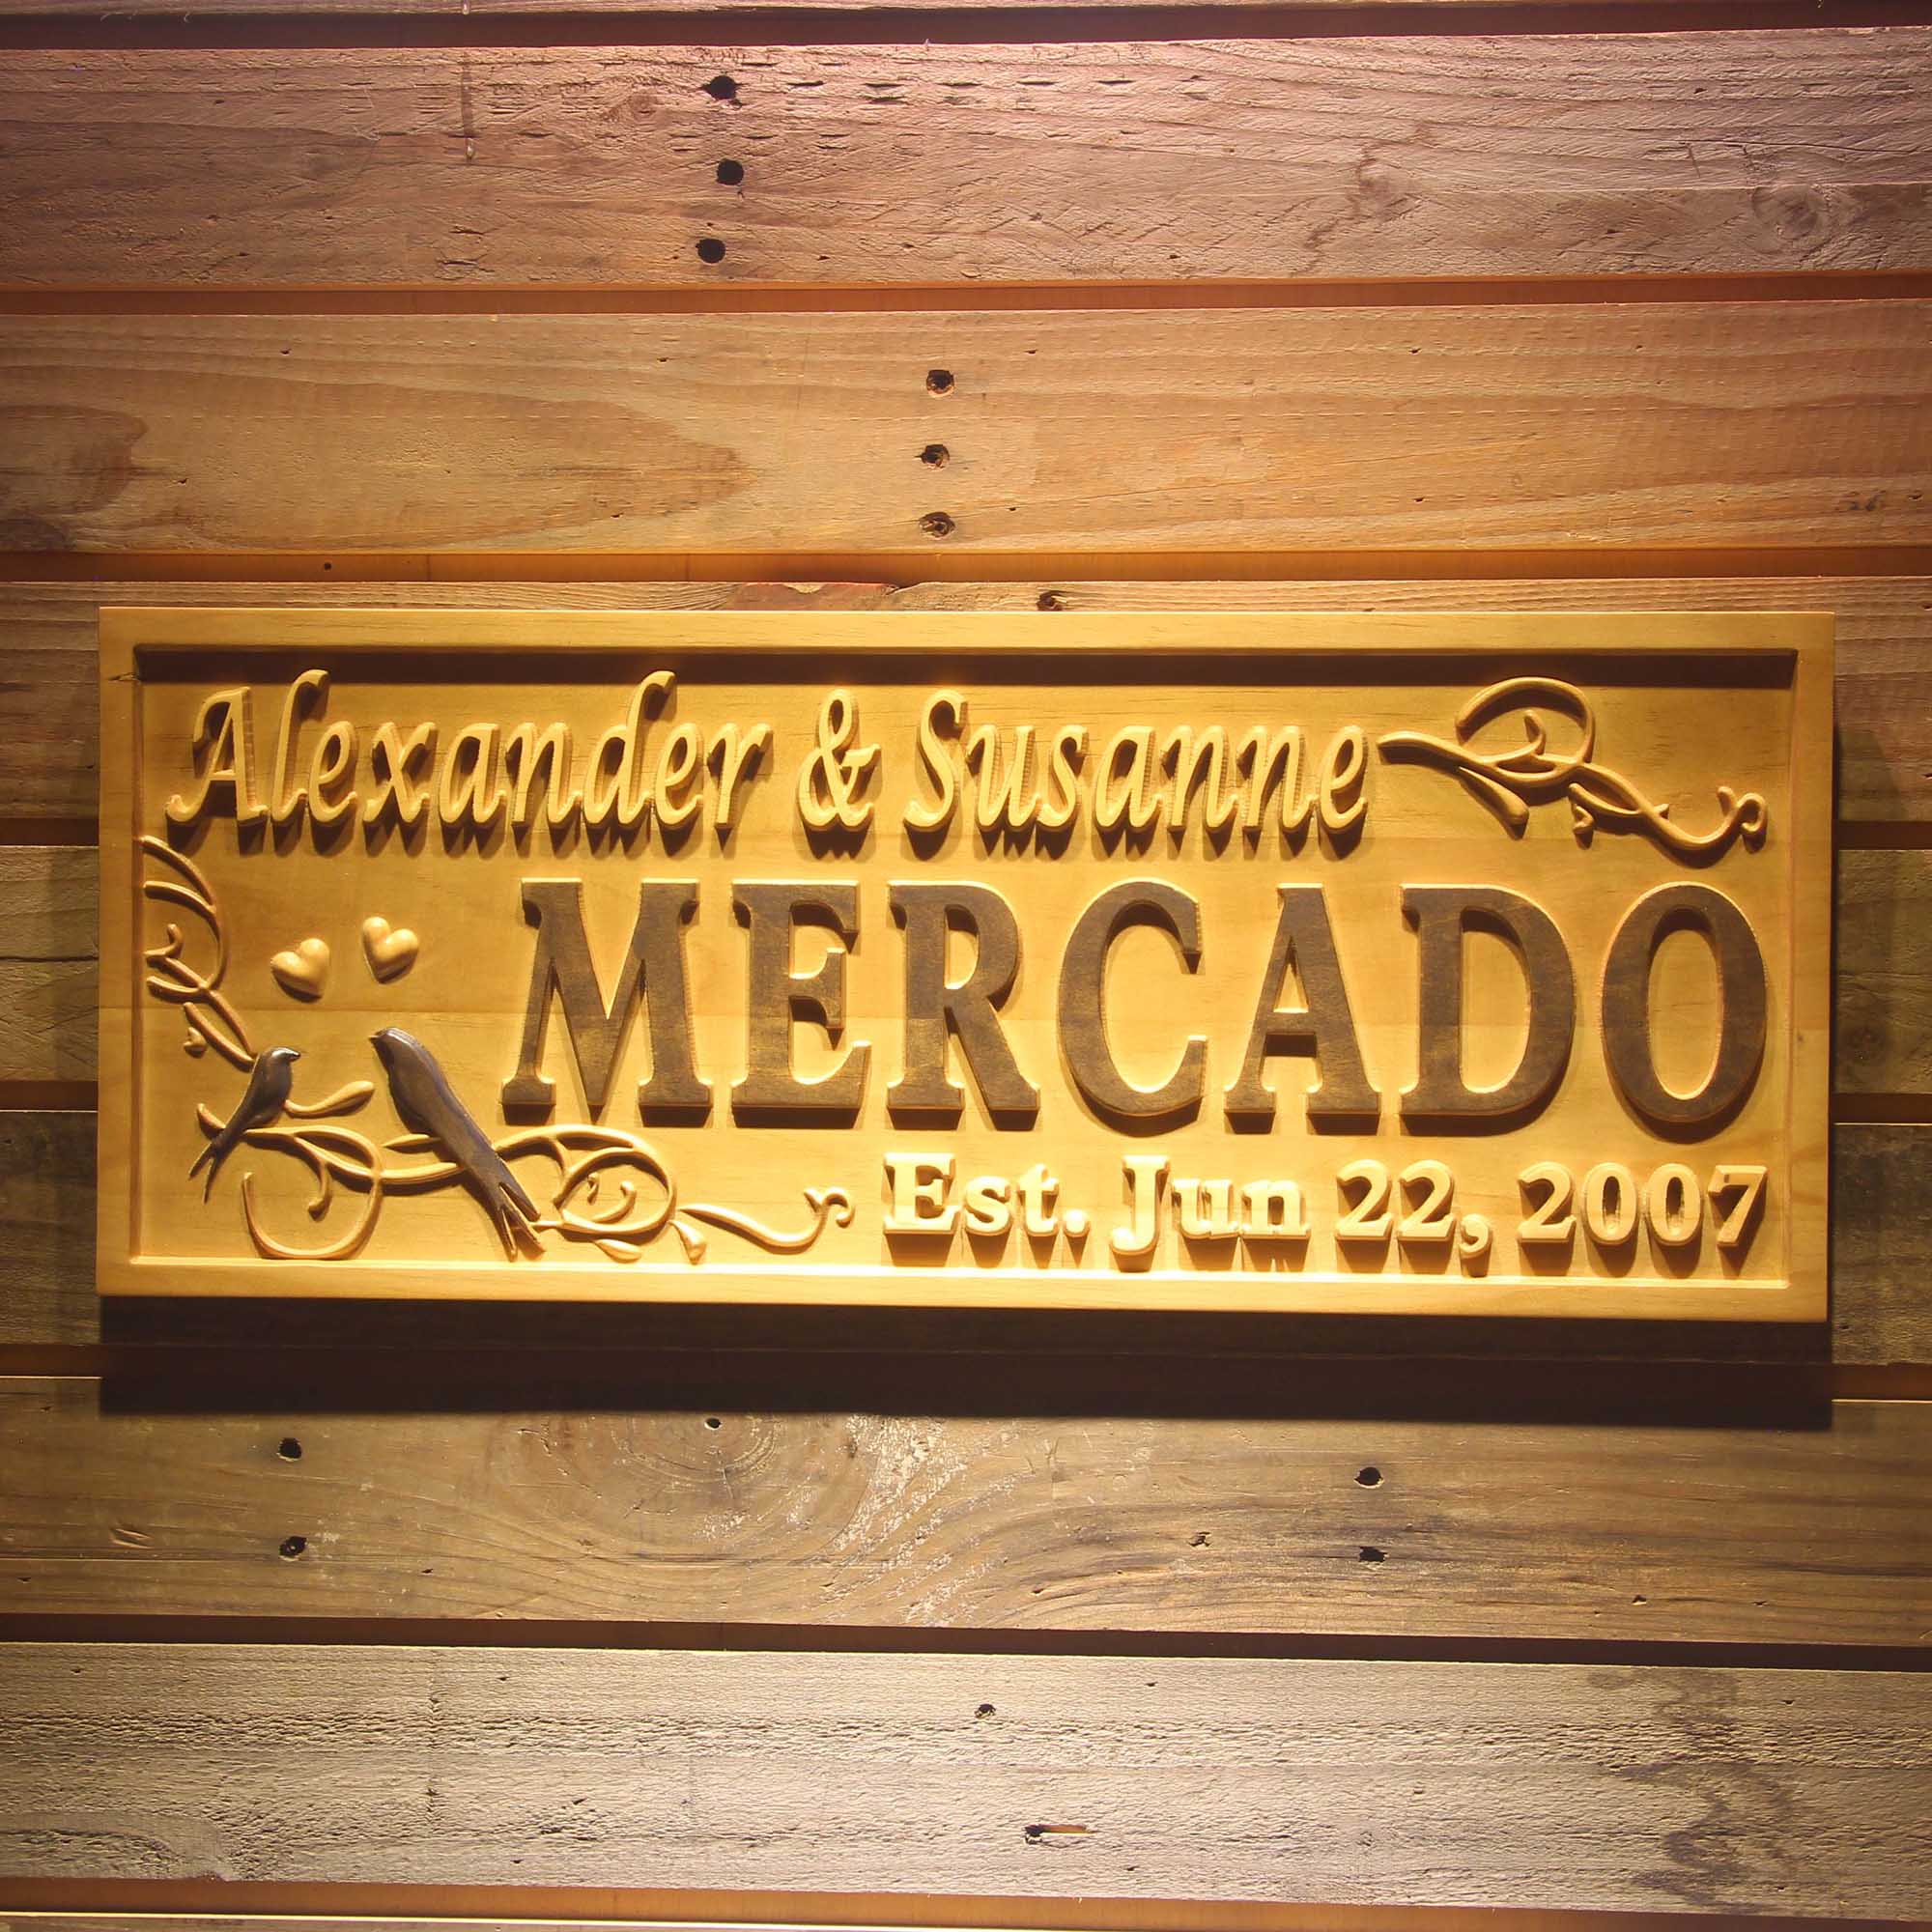 Alexander & Susanne
MERCADO
Est. Jun 22, 2007